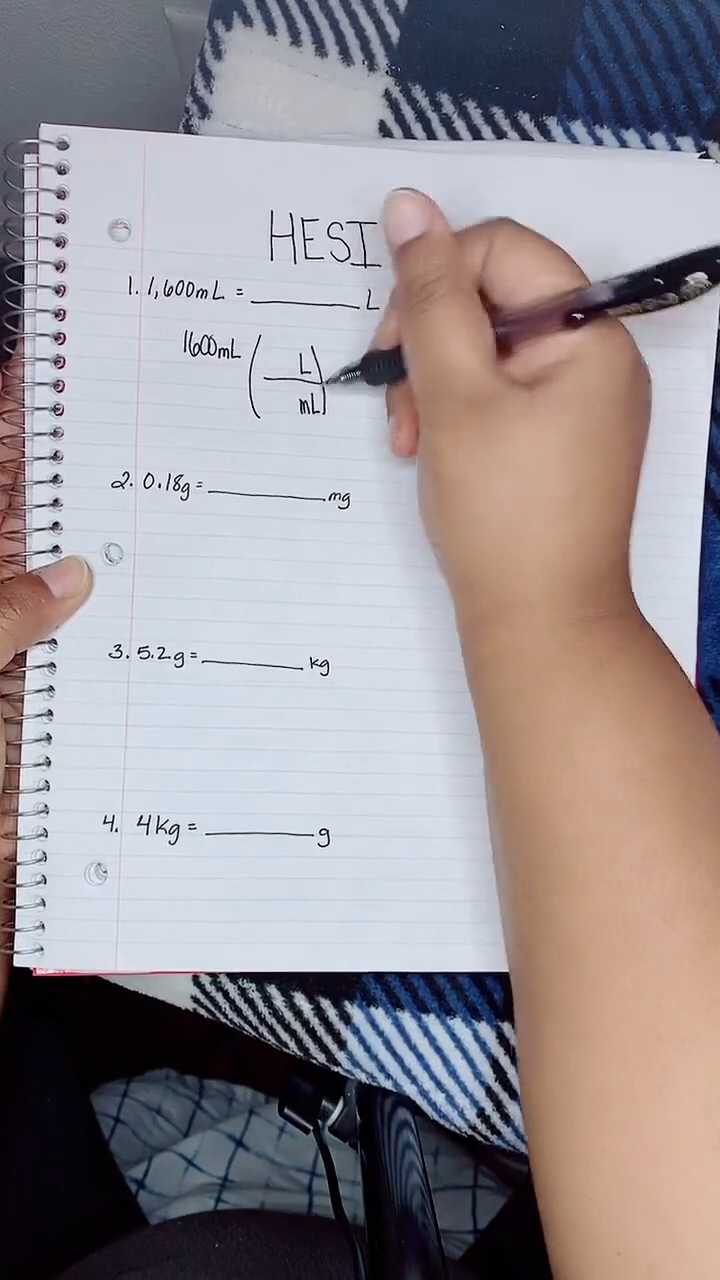 HESI
1. 1,600mL = ________ L
1600mL ( L / mL )
2. 0.18g = ________ mg
3. 5.2g = ________ kg
4. 4kg = ________ g